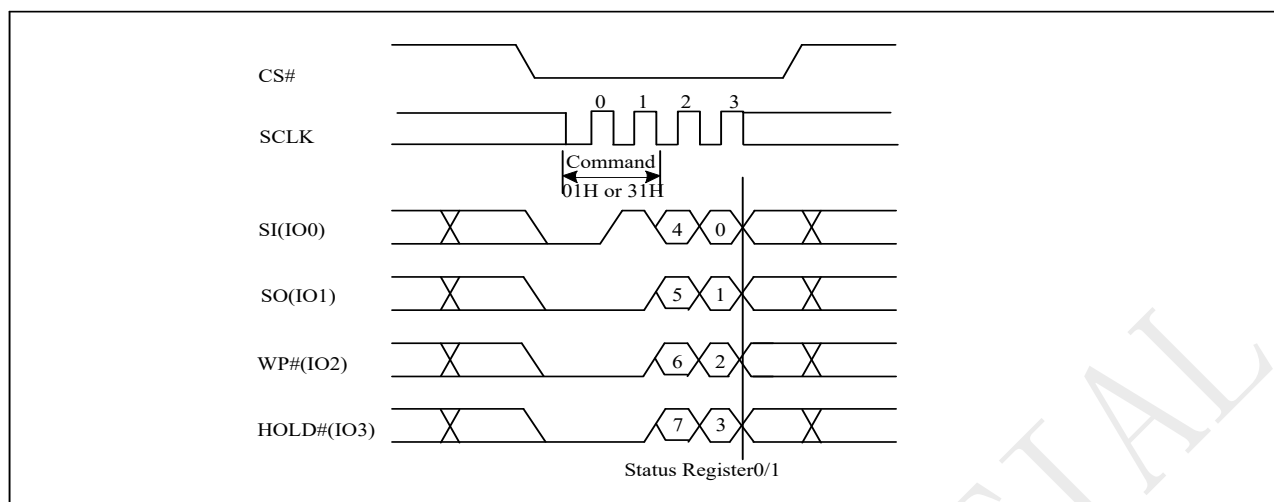 CS#
0 1 2 3
SCLK
Command
01H or 31H
SI(IO0) 4 0
SO(IO1) 5 1
WP#(IO2) 6 2
HOLD#(IO3) 7 3
Status Register0/1